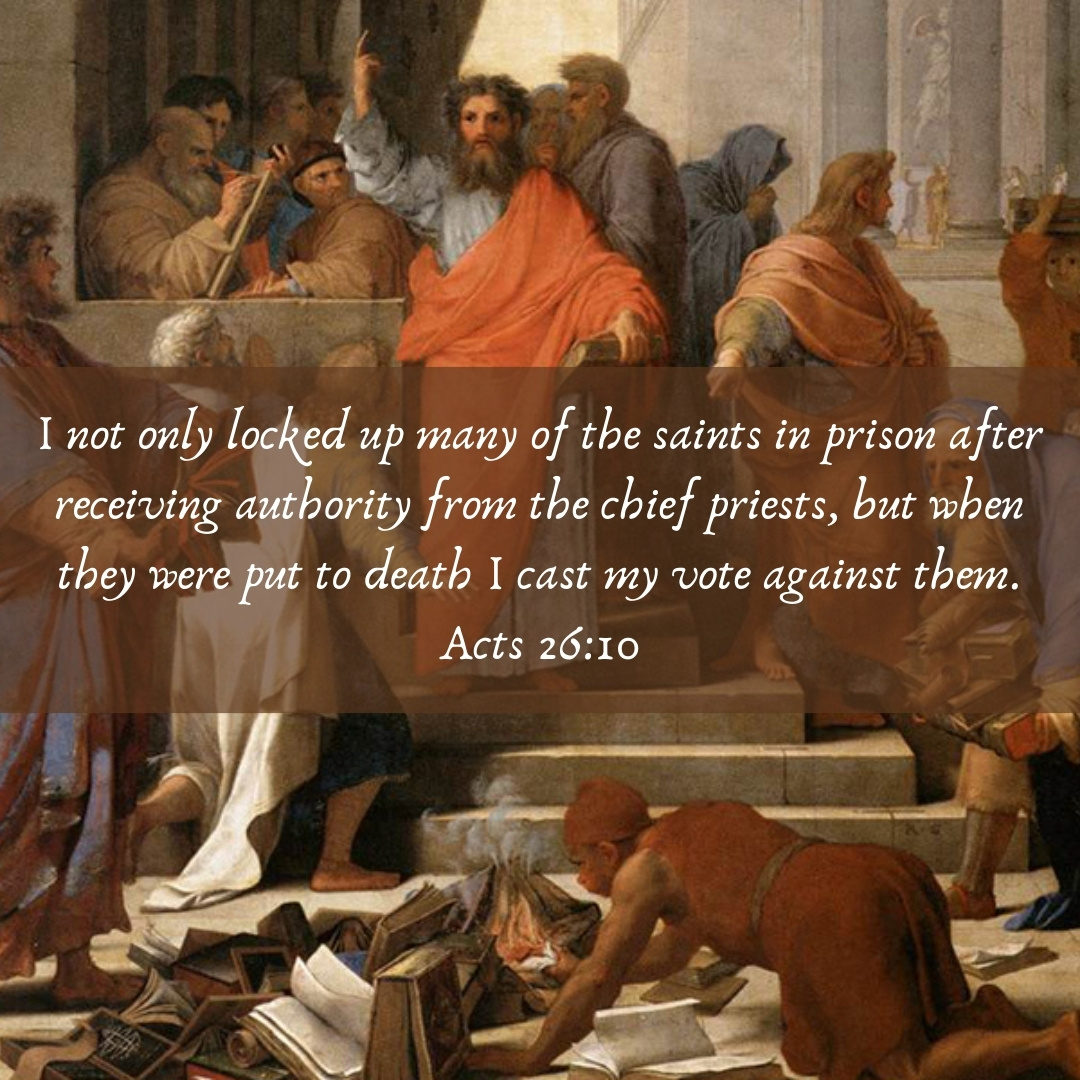 I not only locked up many of the saints in prison after
receiving authority from the chief priests, but when
they were put to death I cast my vote against them.
Acts 26:10